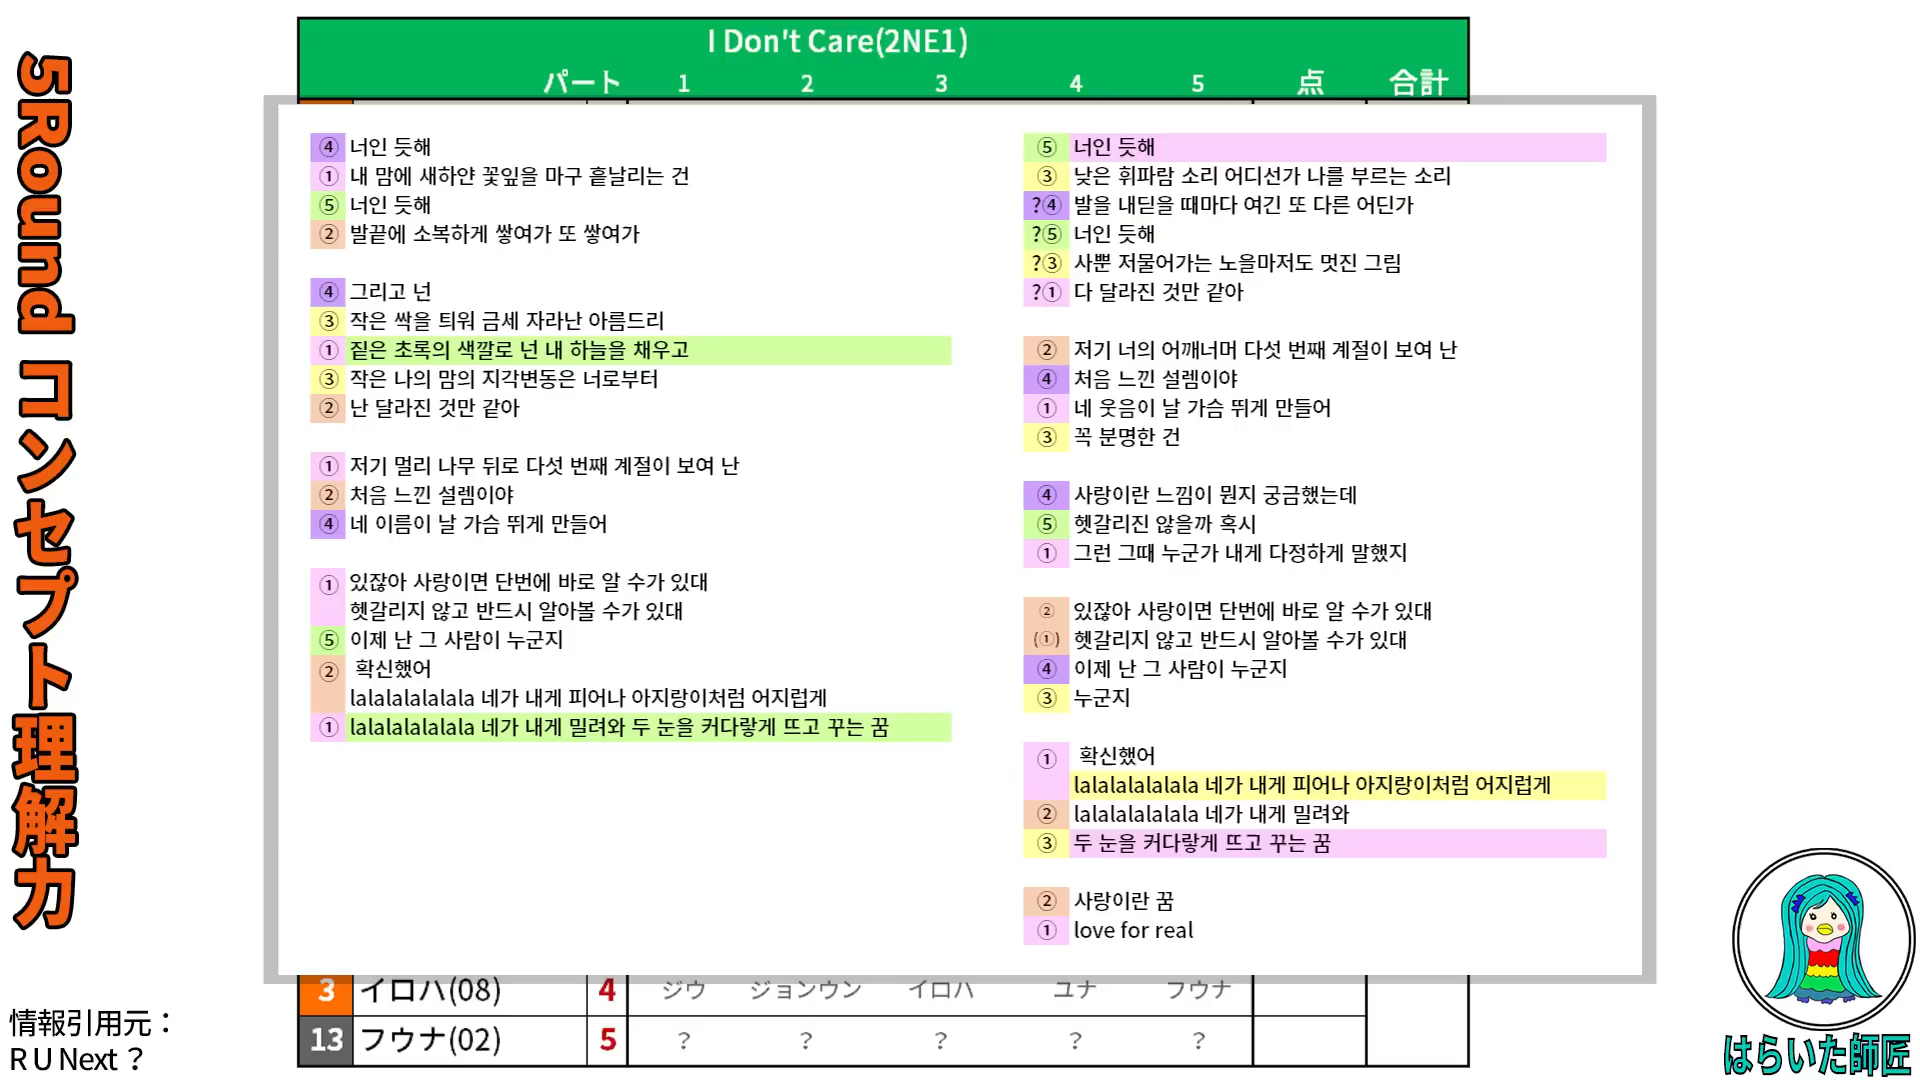 5Round コンセプト理解力
I Don't Care(2NE1)
パート 1 2 3 4 5 点 合計
④ 너인 듯해
① 내 맘에 새하얀 꽃잎을 마구 흩날리는 건
⑤ 너인 듯해
② 발끝에 소복하게 쌓여가 또 쌓여가
④ 그리고 넌
③ 작은 싹을 틔워 금세 자라난 아름드리
① 짙은 초록의 색깔로 넌 내 하늘을 채우고
③ 작은 나의 맘의 지각변동은 너로부터
② 난 달라진 것만 같아
① 저기 멀리 나무 뒤로 다섯 번째 계절이 보여 난
② 처음 느낀 설렘이야
④ 네 이름이 날 가슴 뛰게 만들어
① 있잖아 사랑이면 단번에 바로 알 수가 있대
헷갈리지 않고 반드시 알아볼 수가 있대
⑤ 이제 난 그 사람이 누군지
② 확신했어
lalalalalalala 네가 내게 피어나 아지랑이처럼 어지럽게
① lalalalalalala 네가 내게 밀려와 두 눈을 커다랗게 뜨고 꾸는 꿈
⑤ 너인 듯해
③ 낮은 휘파람 소리 어디선가 나를 부르는 소리
?④ 발을 내딛을 때마다 여긴 또 다른 어딘가
?⑤ 너인 듯해
?③ 사뿐 저물어가는 노을마저도 멋진 그림
?① 다 달라진 것만 같아
② 저기 너의 어깨너머 다섯 번째 계절이 보여 난
④ 처음 느낀 설렘이야
① 네 웃음이 날 가슴 뛰게 만들어
③ 꼭 분명한 건
④ 사랑이란 느낌이 뭔지 궁금했는데
⑤ 헷갈리진 않을까 혹시
① 그런 그때 누군가 내게 다정하게 말했지
② 있잖아 사랑이면 단번에 바로 알 수가 있대
(①) 헷갈리지 않고 반드시 알아볼 수가 있대
④ 이제 난 그 사람이 누군지
③ 누군지
① 확신했어
lalalalalalala 네가 내게 피어나 아지랑이처럼 어지럽게
② lalalalalalala 네가 내게 밀려와
③ 두 눈을 커다랗게 뜨고 꾸는 꿈
② 사랑이란 꿈
① love for real
3 イロハ(08) 4 ジウ ジョンウン イロハ ユナ フウナ
13 フウナ(02) 5 ? ? ? ? ?
情報引用元：
R U Next？
はらいた師匠